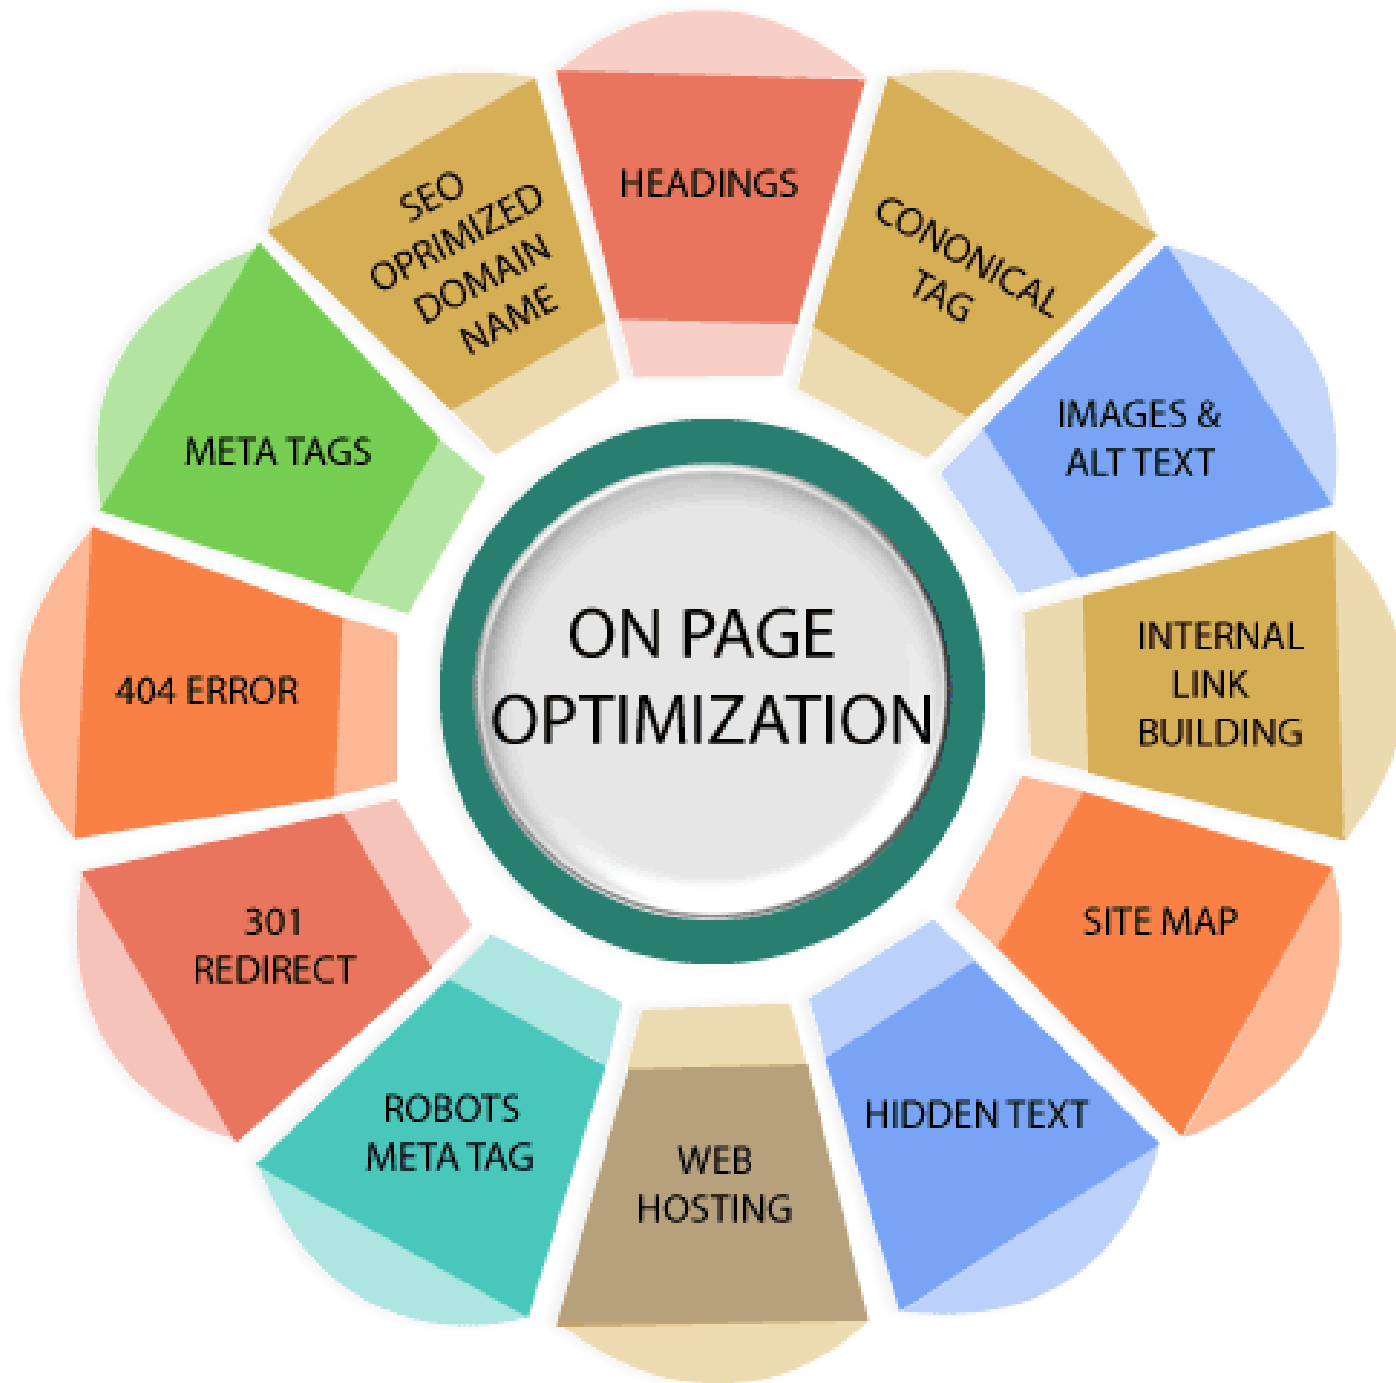 HEADINGS
CONONICAL
TAG
IMAGES &
ALT TEXT
INTERNAL
LINK
BUILDING
SITE MAP
HIDDEN TEXT
WEB
HOSTING
ROBOTS
META TAG
301
REDIRECT
404 ERROR
META TAGS
SEO
OPRIMIZED
DOMAIN
NAME
ON PAGE
OPTIMIZATION